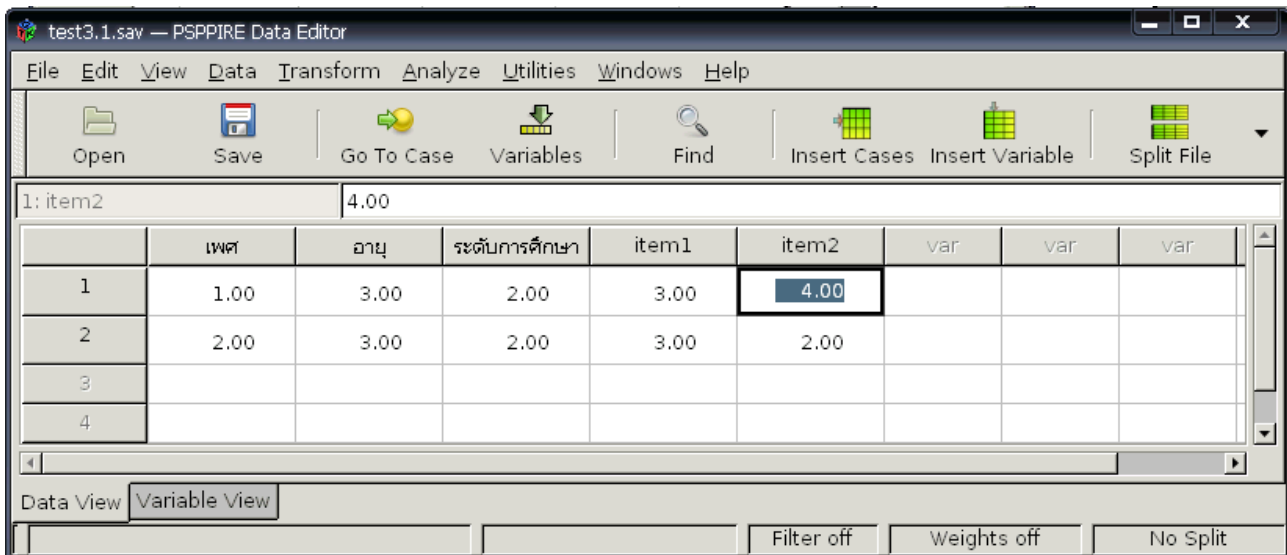 test3.1.sav — PSPPIRE Data Editor
File Edit View Data Transform Analyze Utilities Windows Help
Open Save Go To Case Variables Find Insert Cases Insert Variable Split File
1: item2 4.00
เพศ อายุ ระดับการศึกษา item1 item2 var var var
1 1.00 3.00 2.00 3.00 4.00
2 2.00 3.00 2.00 3.00 2.00
3
4
Data View Variable View
Filter off Weights off No Split